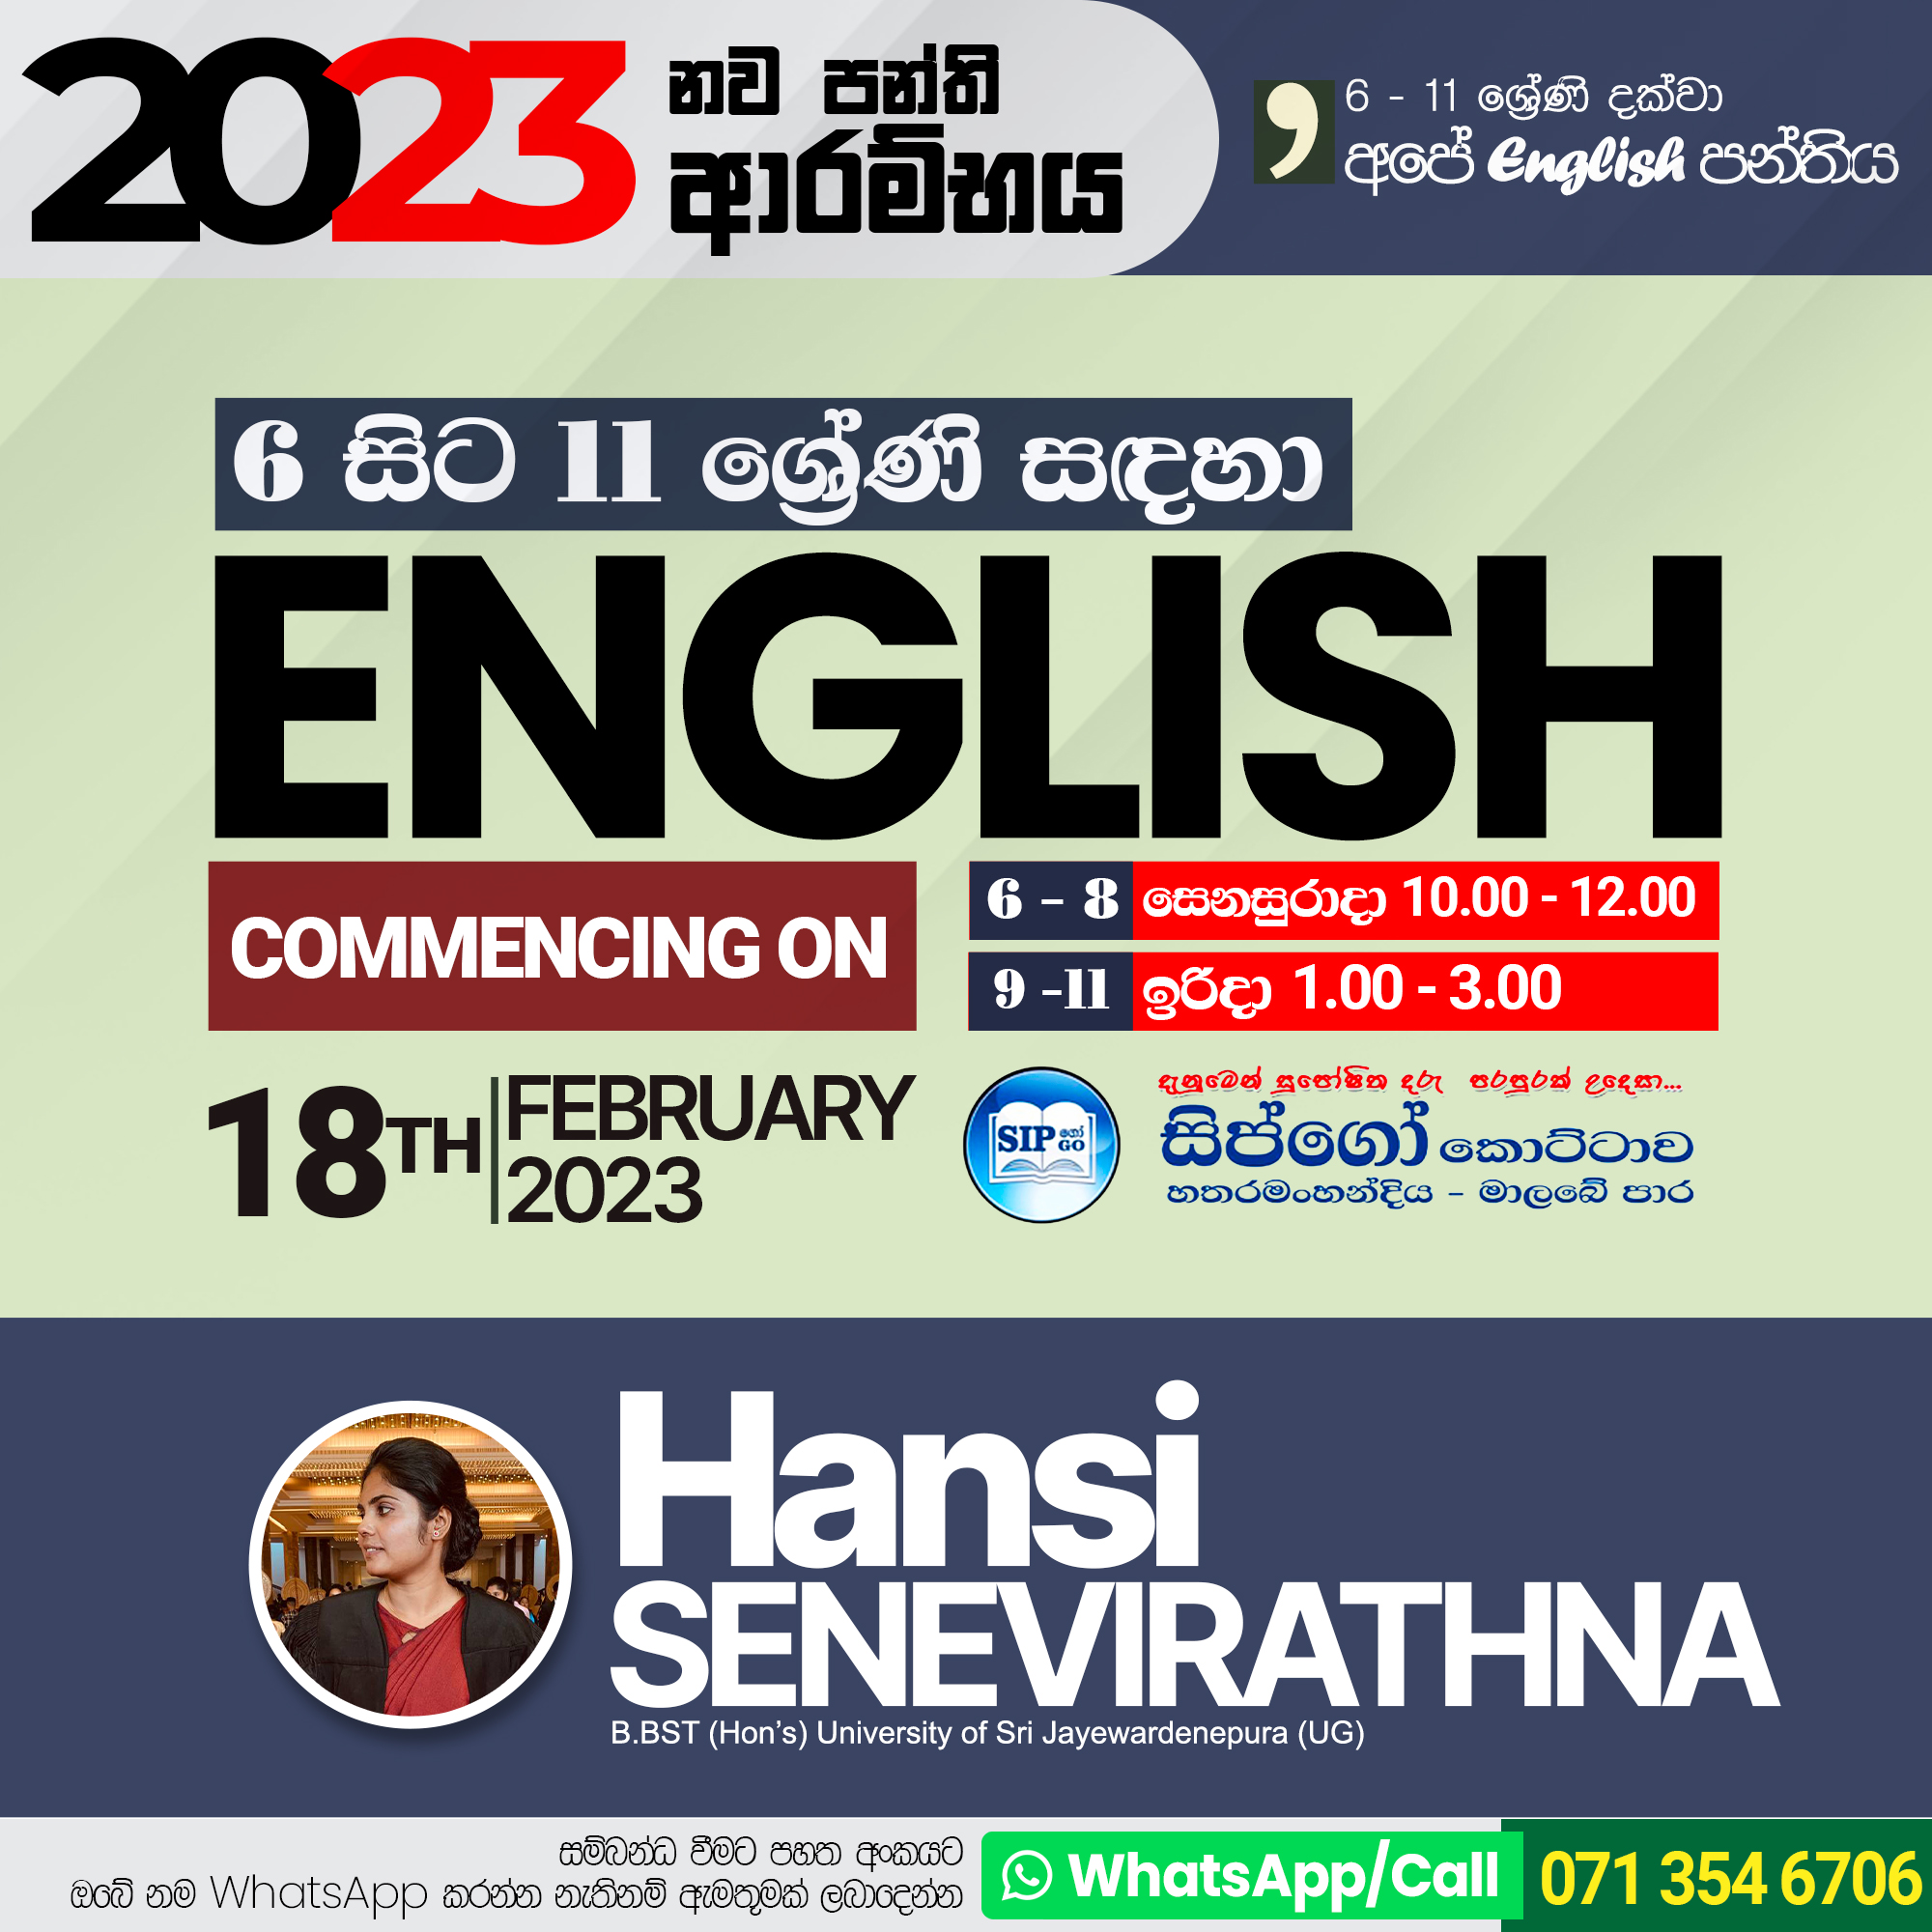 2023 නව පන්ති
ආරම්භය
6 - 11 ශ්‍රේණි දක්වා
අපේ English පන්තිය
6 සිට 11 ශ්‍රේණි සඳහා
ENGLISH
COMMENCING ON
6 - 8 සෙනසුරාදා 10.00 - 12.00
9 -11 ඉරිදා 1.00 - 3.00
18TH FEBRUARY
2023
SIP ගෝ
GO
දැනුමෙන් සුපෝෂිත දරු පරපුරක් උදෙසා...
සිප්ගෝ කොට්ටාව
හතරමංහන්දිය - මාලබේ පාර
Hansi
SENEVIRATHNA
B.BST (Hon's) University of Sri Jayewardenepura (UG)
සම්බන්ධ වීමට පහත අංකයට
ඔබේ නම WhatsApp කරන්න නැතිනම් ඇමතුමක් ලබාදෙන්න
WhatsApp/Call 071 354 6706